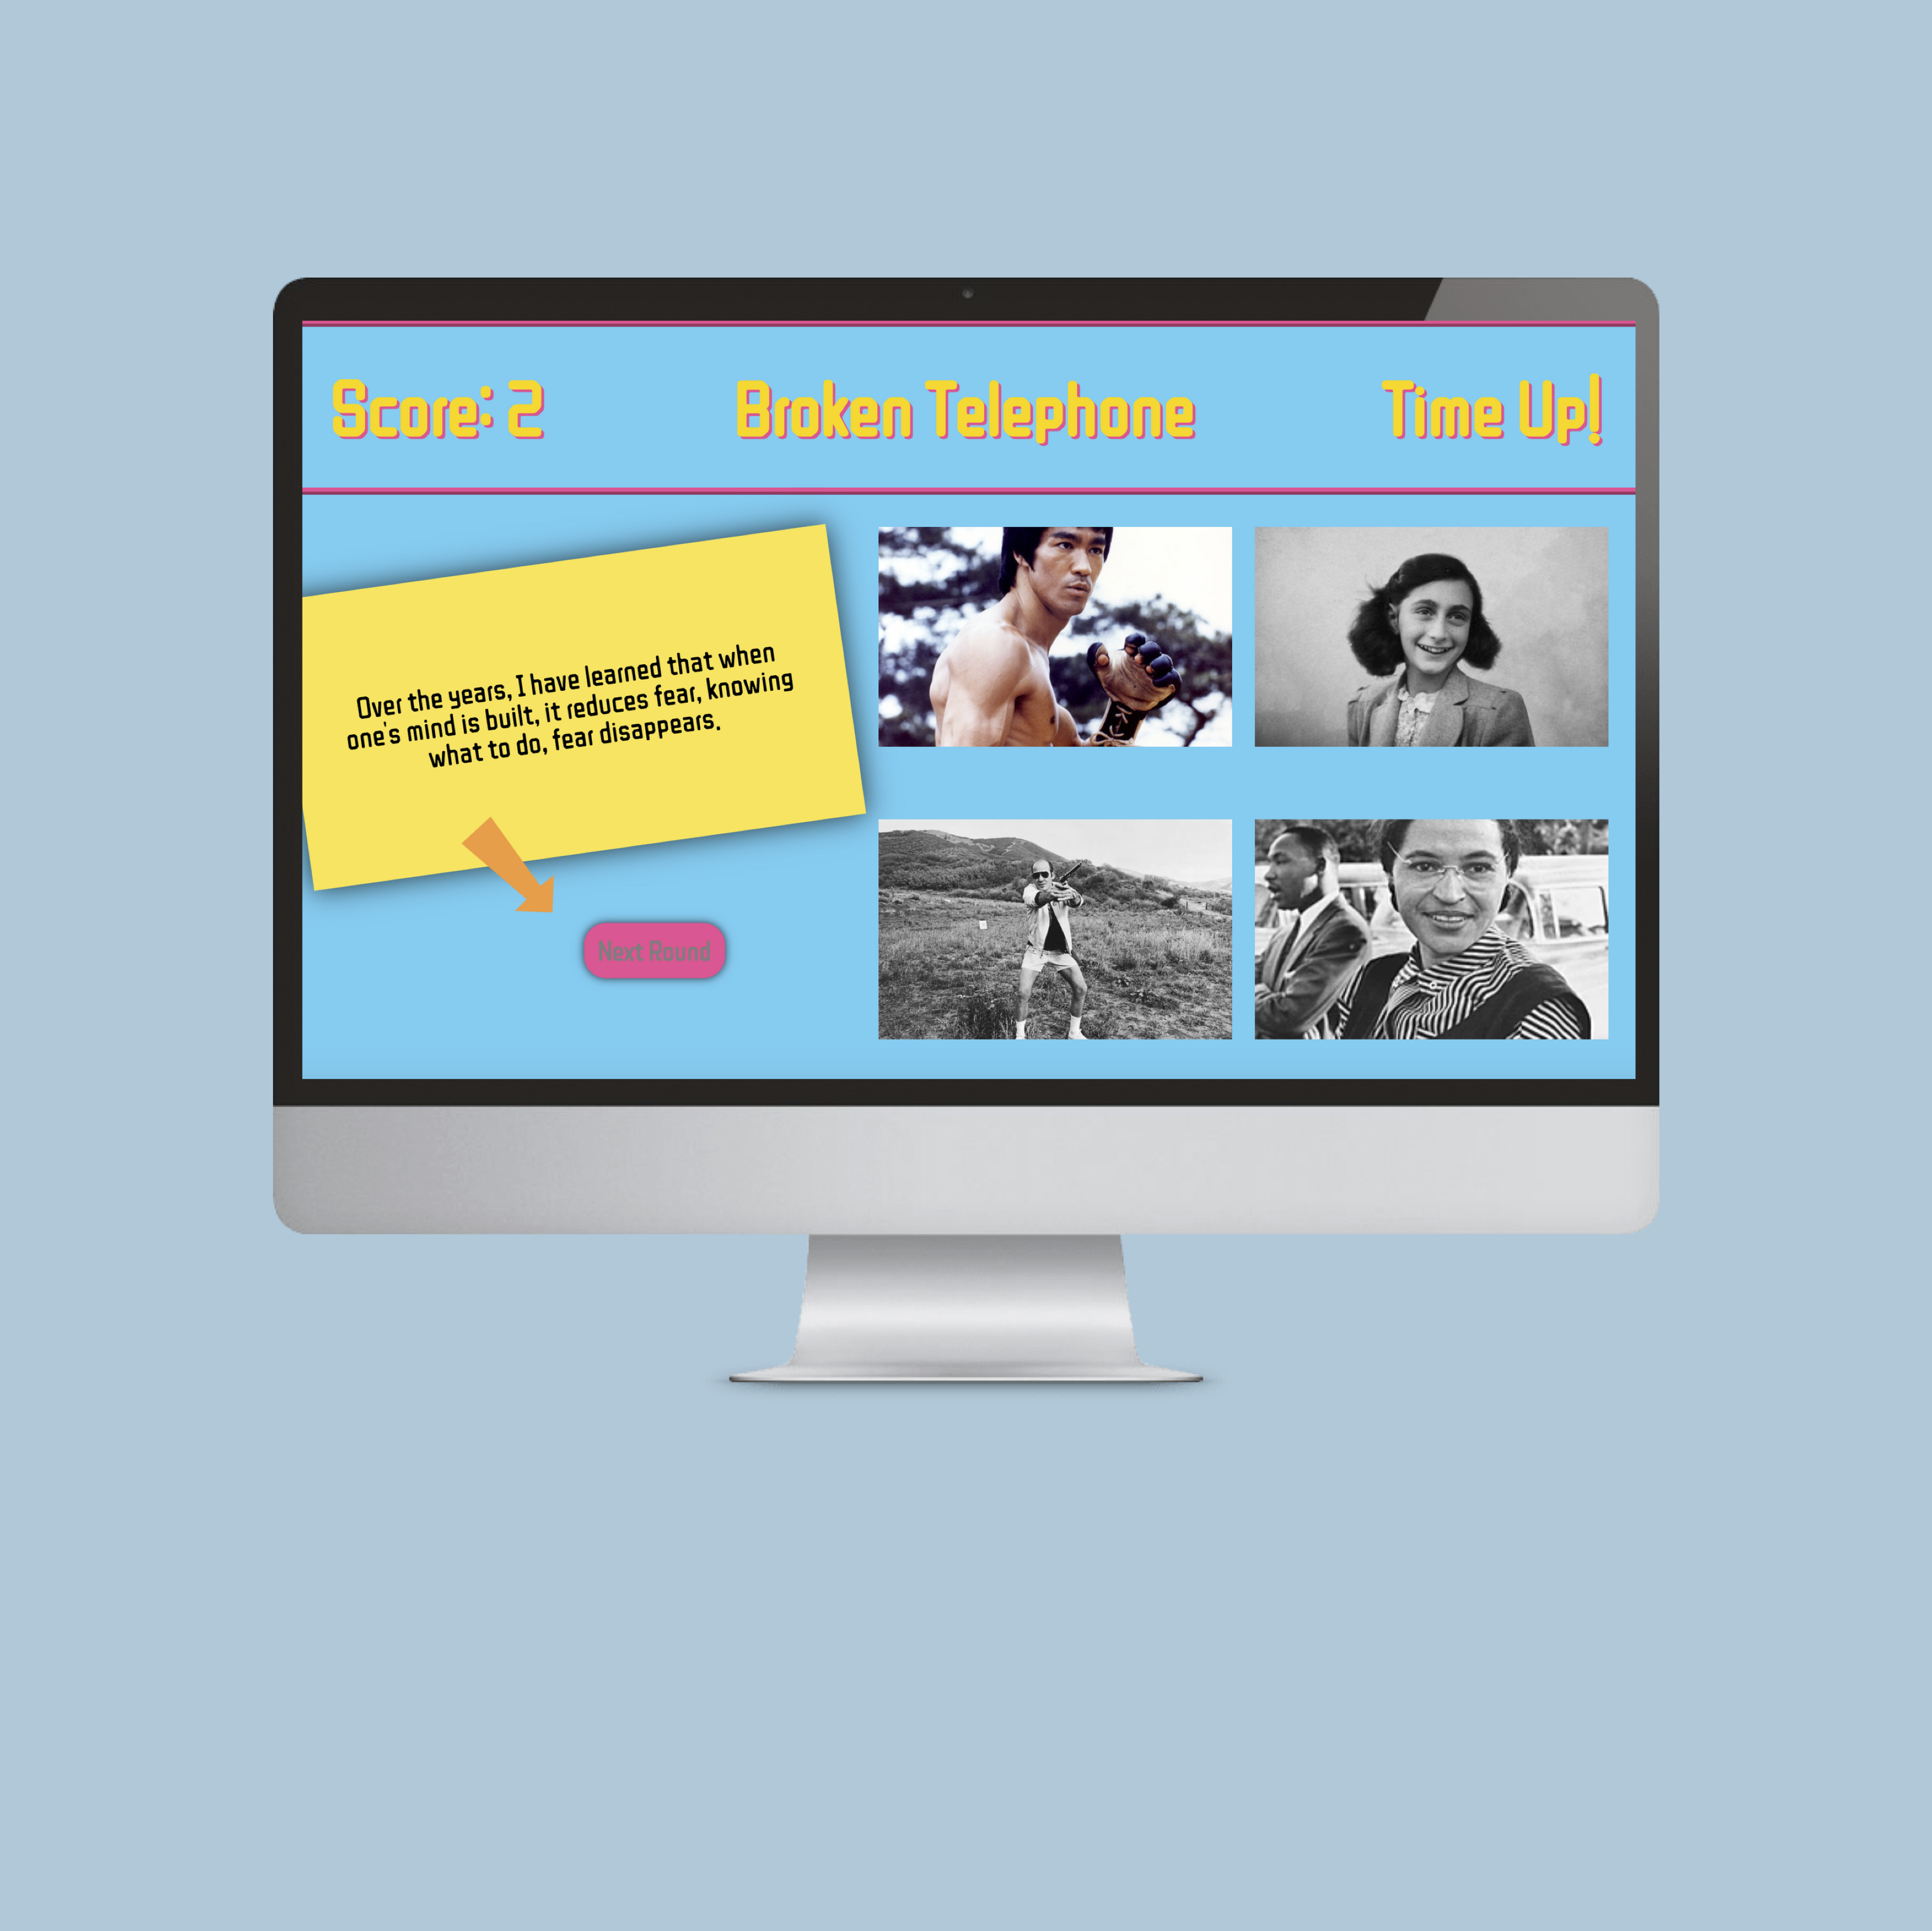 Score: 2
Broken Telephone
Time Up!
Over the years, I have learned that when
one's mind is built, it reduces fear, knowing
what to do, fear disappears.
Next Round